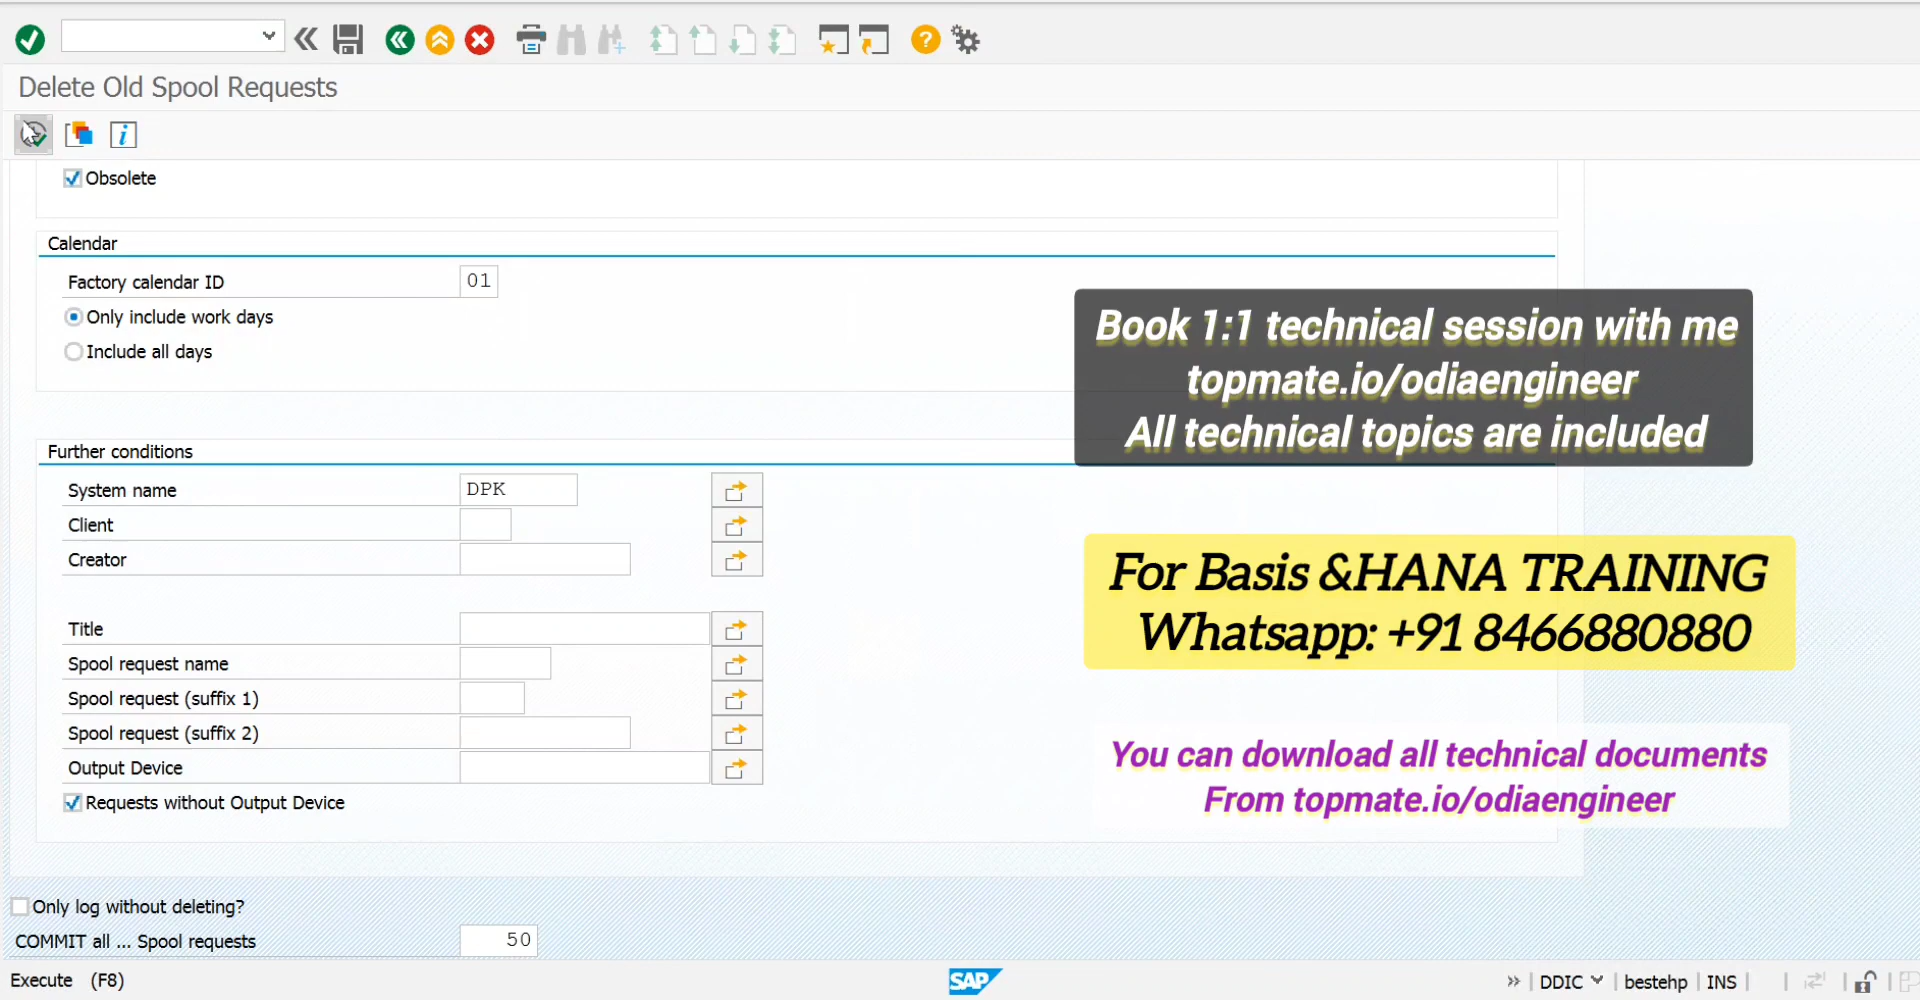 Delete Old Spool Requests
Obsolete
Calendar
Factory calendar ID 01
Only include work days
Include all days
Book 1:1 technical session with me
topmate.io/odiaengineer
All technical topics are included
Further conditions
System name DPK
Client
Creator
For Basis &HANA TRAINING
Whatsapp: +91 8466880880
Title
Spool request name
Spool request (suffix 1)
Spool request (suffix 2)
Output Device
Requests without Output Device
You can download all technical documents
From topmate.io/odiaengineer
Only log without deleting?
COMMIT all ... Spool requests 50
Execute (F8) SAP DDIC bestehp INS